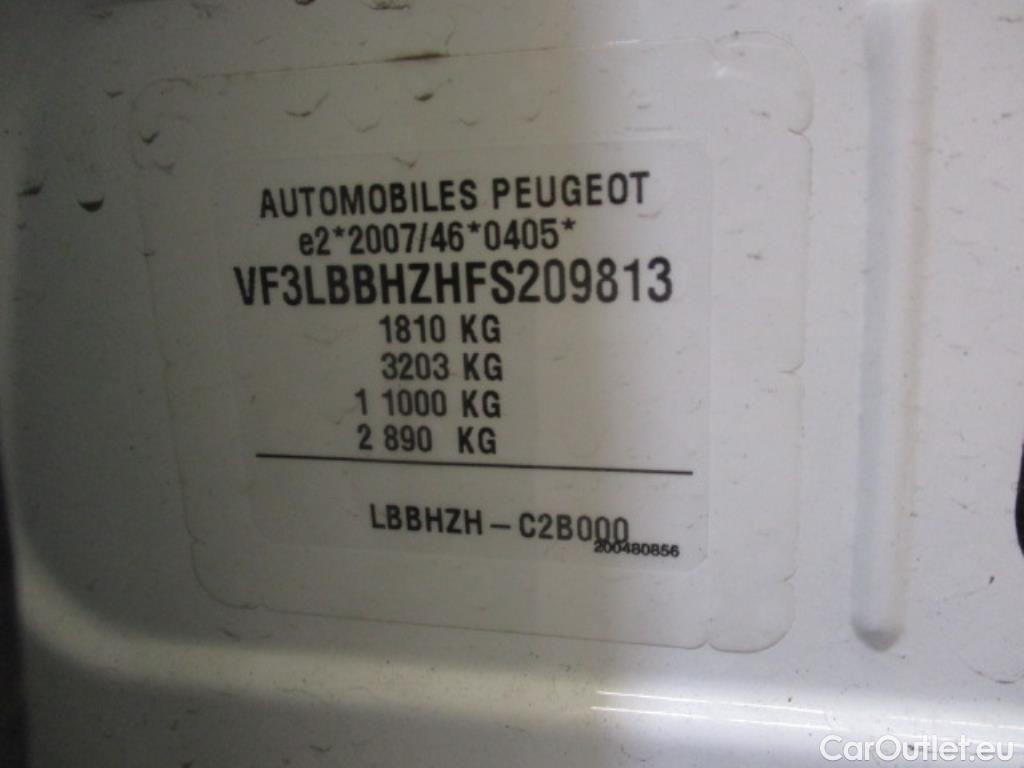 AUTOMOBILES PEUGEOT
e2*2007/46*0405*
VF3LBBHZHFS209813
1810 KG
3203 KG
1 1000 KG
2 890 KG
LBBHZH – C2B000
200480856
CarOutlet.eu